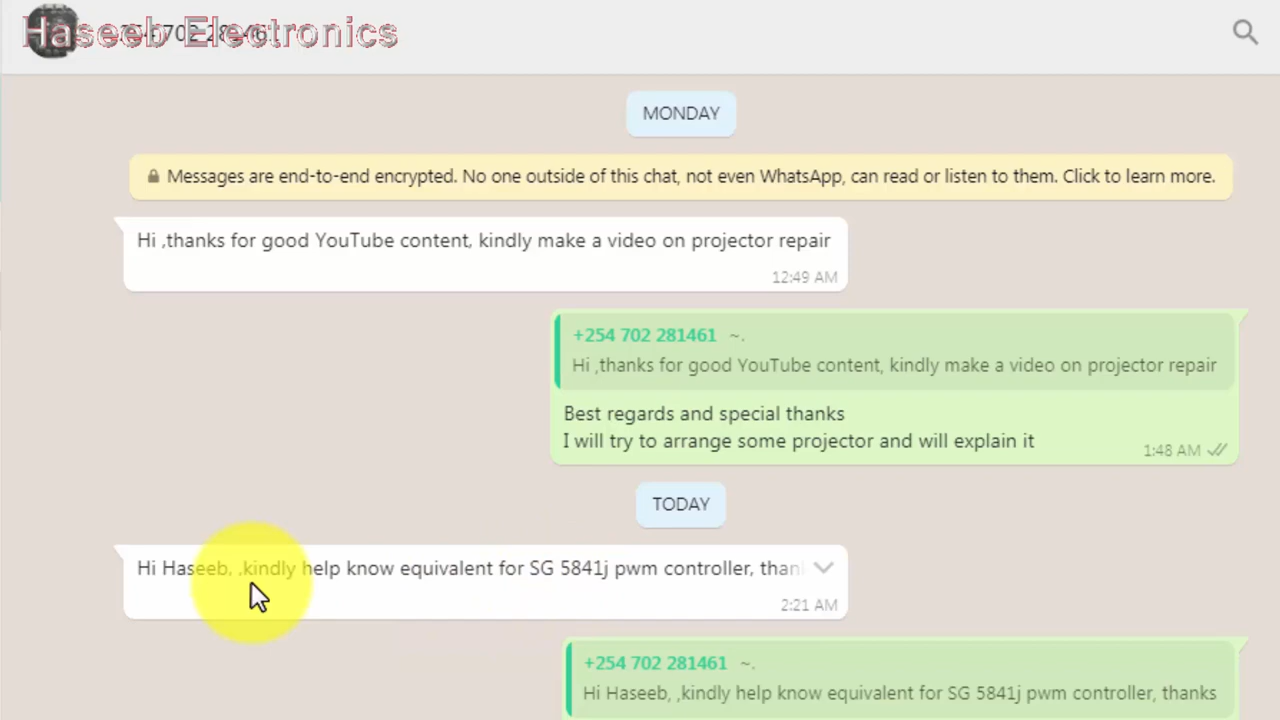 Haseeb Electronics
MONDAY
Messages are end-to-end encrypted. No one outside of this chat, not even WhatsApp, can read or listen to them. Click to learn more.
Hi ,thanks for good YouTube content, kindly make a video on projector repair
12:49 AM
+254 702 281461 ~.
Hi ,thanks for good YouTube content, kindly make a video on projector repair
Best regards and special thanks
I will try to arrange some projector and will explain it
1:48 AM
TODAY
Hi Haseeb, ,kindly help know equivalent for SG 5841j pwm controller, than
2:21 AM
+254 702 281461 ~.
Hi Haseeb, ,kindly help know equivalent for SG 5841j pwm controller, thanks